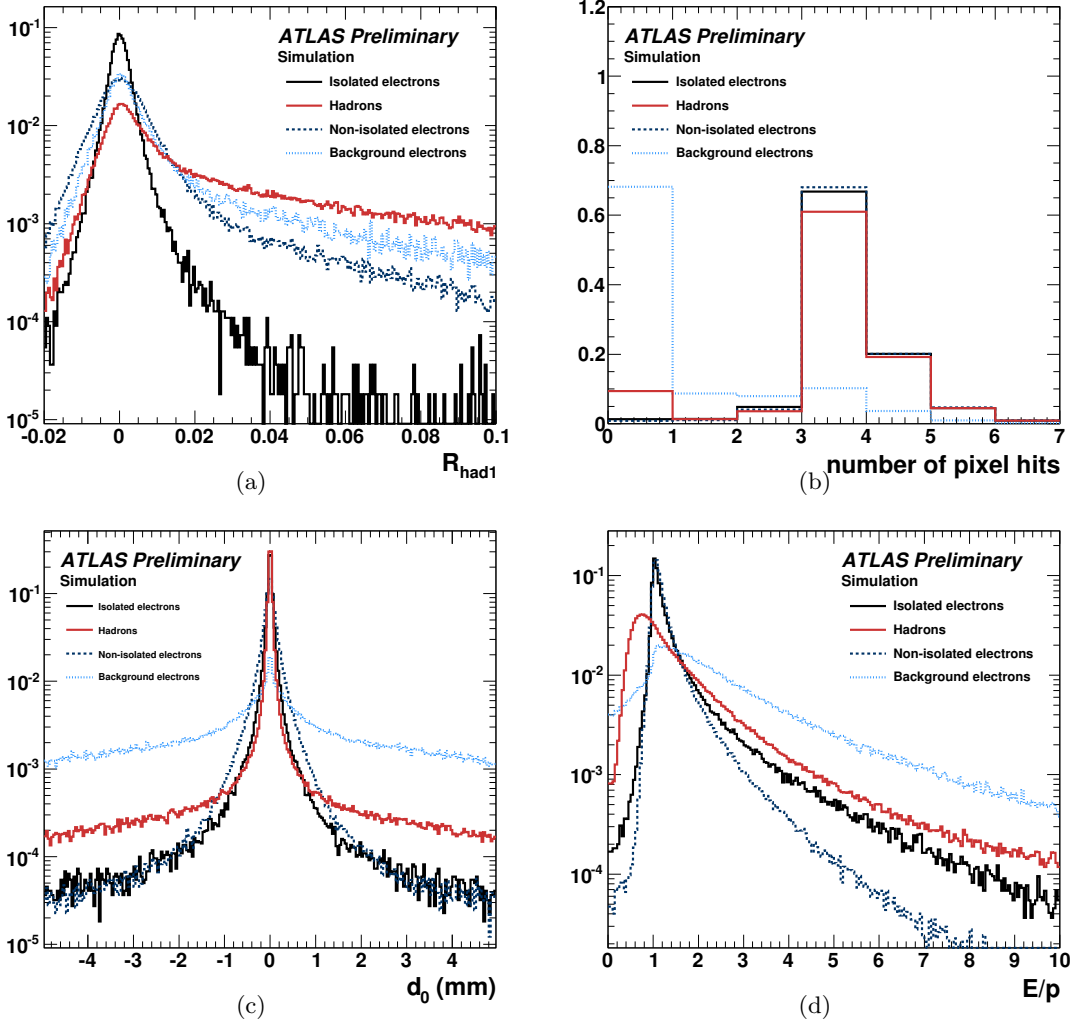 ATLAS Preliminary
Simulation
Isolated electrons
Hadrons
Non-isolated electrons
Background electrons
10-1
10-2
10-3
10-4
10-5
-0.02 0 0.02 0.04 0.06 0.08 0.1
Rhad1
(a)
ATLAS Preliminary
Simulation
Isolated electrons
Hadrons
Non-isolated electrons
Background electrons
1.2
1
0.8
0.6
0.4
0.2
0
0 1 2 3 4 5 6 7
number of pixel hits
(b)
ATLAS Preliminary
Simulation
Isolated electrons
Hadrons
Non-isolated electrons
Background electrons
10-1
10-2
10-3
10-4
10-5
-4 -3 -2 -1 0 1 2 3 4
d0 (mm)
(c)
ATLAS Preliminary
Simulation
Isolated electrons
Hadrons
Non-isolated electrons
Background electrons
10-1
10-2
10-3
10-4
0 1 2 3 4 5 6 7 8 9 10
E/p
(d)